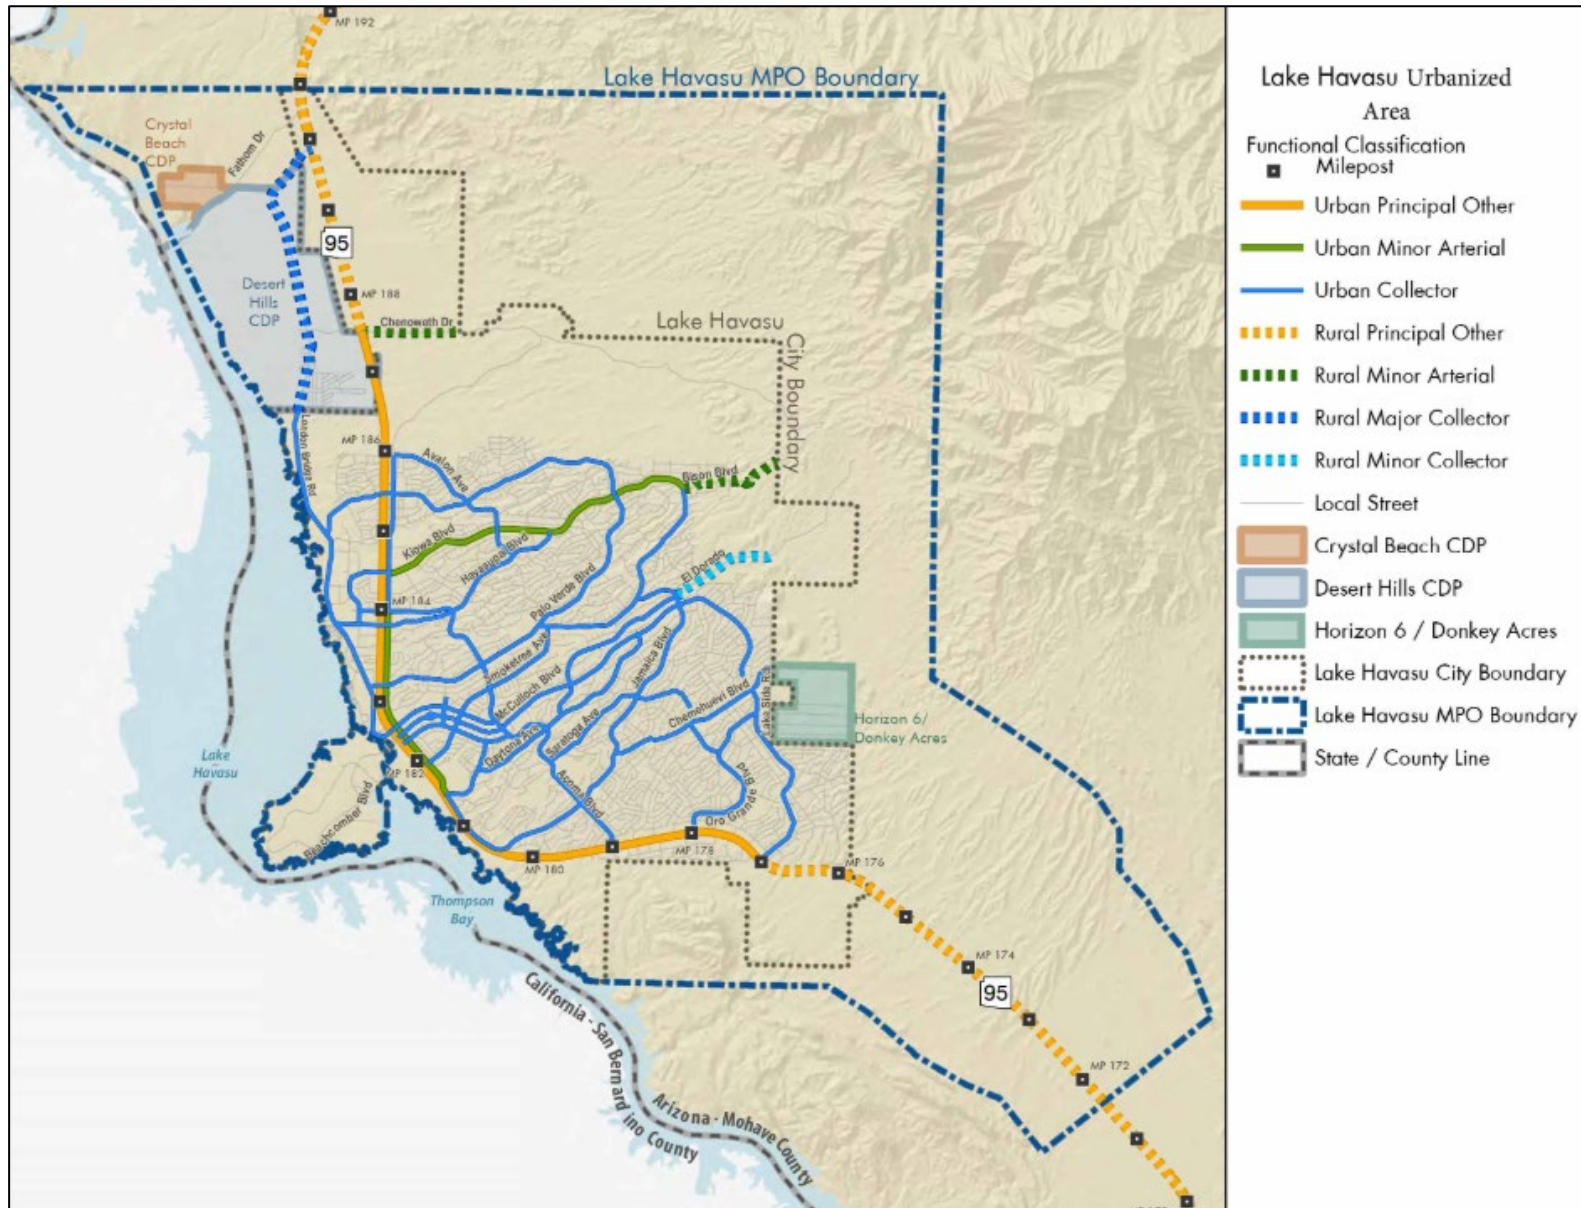 MP 192
Lake Havasu MPO Boundary
Crystal
Beach
CDP
Fathom Dr
95
Desert
Hills
CDP
MP 188
Chenoweth Dr
Lake Havasu
City Boundary
London Bridge Rd
MP 186
Avalon Ave
Bison Blvd
Kiowa Blvd
Havasupai Blvd
El Dorado
Palo Verde Blvd
MP 184
Smoketree Ave
Jamaica Blvd
McCulloch Blvd
Chemehuevi Blvd
Lake Side Rd
Saratoga Ave
Daytona Ave
Horizon 6/
Donkey Acres
Lake
Havasu
MP 182
Acoma Blvd
Oro Grande Blvd
Beachcomber Blvd
MP 178
MP 180
MP 176
Thompson
Bay
MP 174
95
California - San Bernardino County
MP 172
Arizona - Mohave County
Lake Havasu Urbanized
Area
Functional Classification
Milepost
Urban Principal Other
Urban Minor Arterial
Urban Collector
Rural Principal Other
Rural Minor Arterial
Rural Major Collector
Rural Minor Collector
Local Street
Crystal Beach CDP
Desert Hills CDP
Horizon 6 / Donkey Acres
Lake Havasu City Boundary
Lake Havasu MPO Boundary
State / County Line